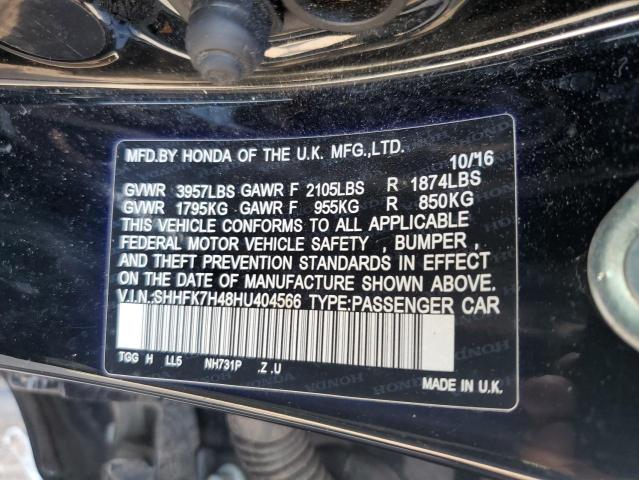 MFD.BY HONDA OF THE U.K. MFG.,LTD. 10/16
GVWR 3957LBS GAWR F 2105LBS R 1874LBS
GVWR 1795KG GAWR F 955KG R 850KG
THIS VEHICLE CONFORMS TO ALL APPLICABLE
FEDERAL MOTOR VEHICLE SAFETY , BUMPER ,
AND THEFT PREVENTION STANDARDS IN EFFECT
ON THE DATE OF MANUFACTURE SHOWN ABOVE.
V.I.N.:SHHFK7H48HU404566 TYPE:PASSENGER CAR
TGG H LL5 NH731P .Z .U
MADE IN U.K.